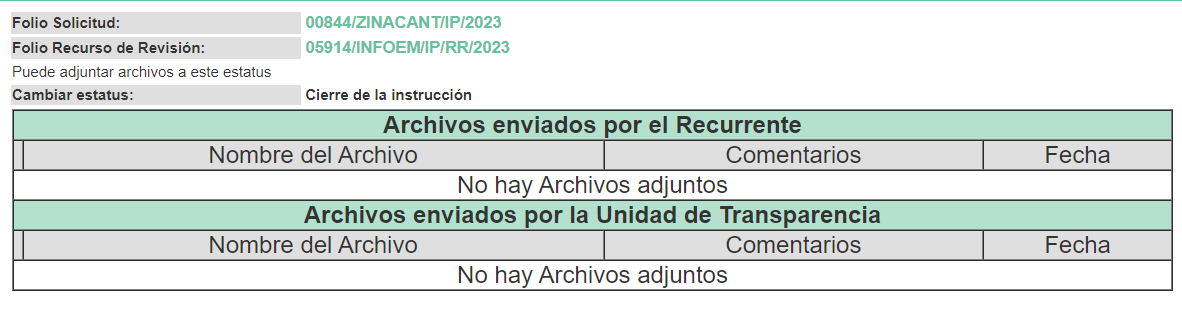 Folio Solicitud: 00844/ZINACANT/IP/2023
Folio Recurso de Revisión: 05914/INFOEM/IP/RR/2023
Puede adjuntar archivos a este estatus
Cambiar estatus: Cierre de la instrucción
Archivos enviados por el Recurrente
Nombre del Archivo Comentarios Fecha
No hay Archivos adjuntos
Archivos enviados por la Unidad de Transparencia
Nombre del Archivo Comentarios Fecha
No hay Archivos adjuntos